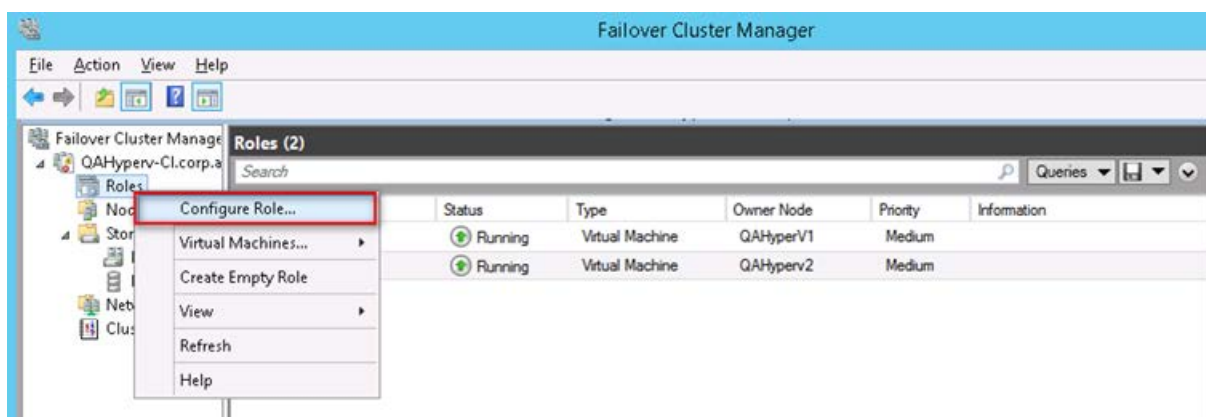 Failover Cluster Manager
File Action View Help
Failover Cluster Manage
Roles (2)
QAHyperv-Cl.corp.a
Search
Queries
Roles
Configure Role...
Nod
Status Type Owner Node Priority Information
Stor
Virtual Machines...
Running Virtual Machine QAHyperV1 Medium
Create Empty Role
Running Virtual Machine QAHyperv2 Medium
Netw
View
Clus
Refresh
Help